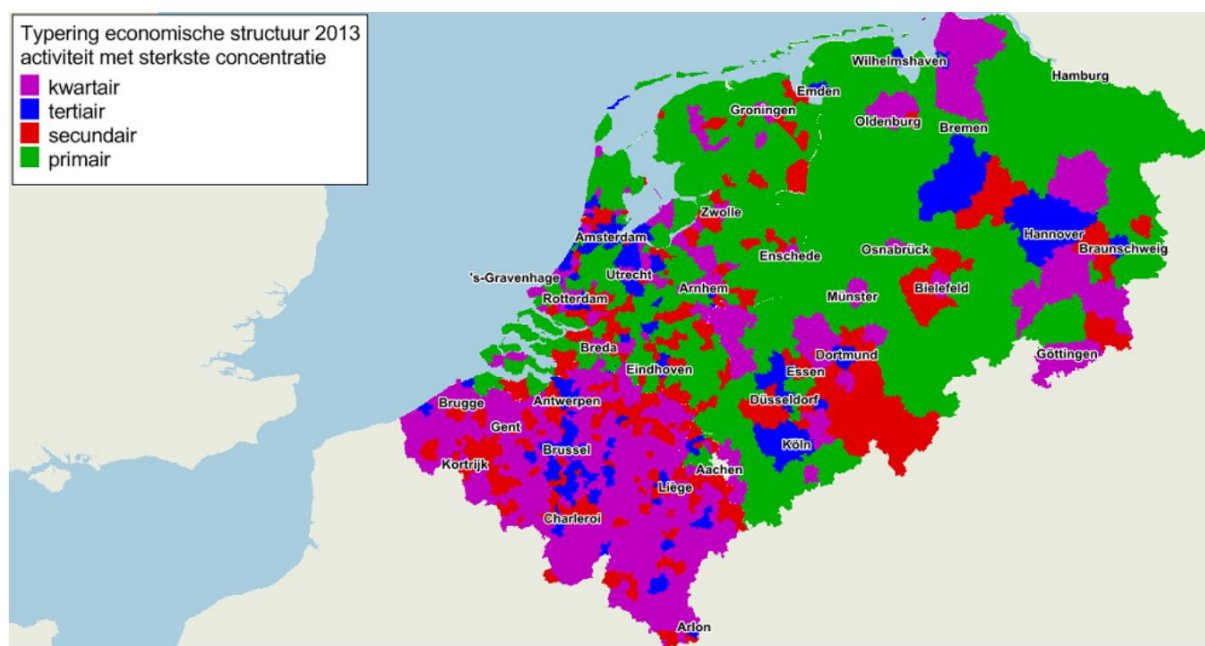 Typering economische structuur 2013
activiteit met sterkste concentratie
kwartair
tertiair
secundair
primair
Wilhelmshaven
Hamburg
Emden
Groningen
Oldenburg
Bremen
Zwolle
Amsterdam
Hannover
Osnabrück
Braunschweig
Enschede
's-Gravenhage
Utrecht
Arnhem
Bielefeld
Münster
Rotterdam
Breda
Dortmund
Göttingen
Eindhoven
Essen
Brugge
Antwerpen
Düsseldorf
Gent
Brussel
Köln
Kortrijk
Aachen
Liège
Charleroi
Arlon